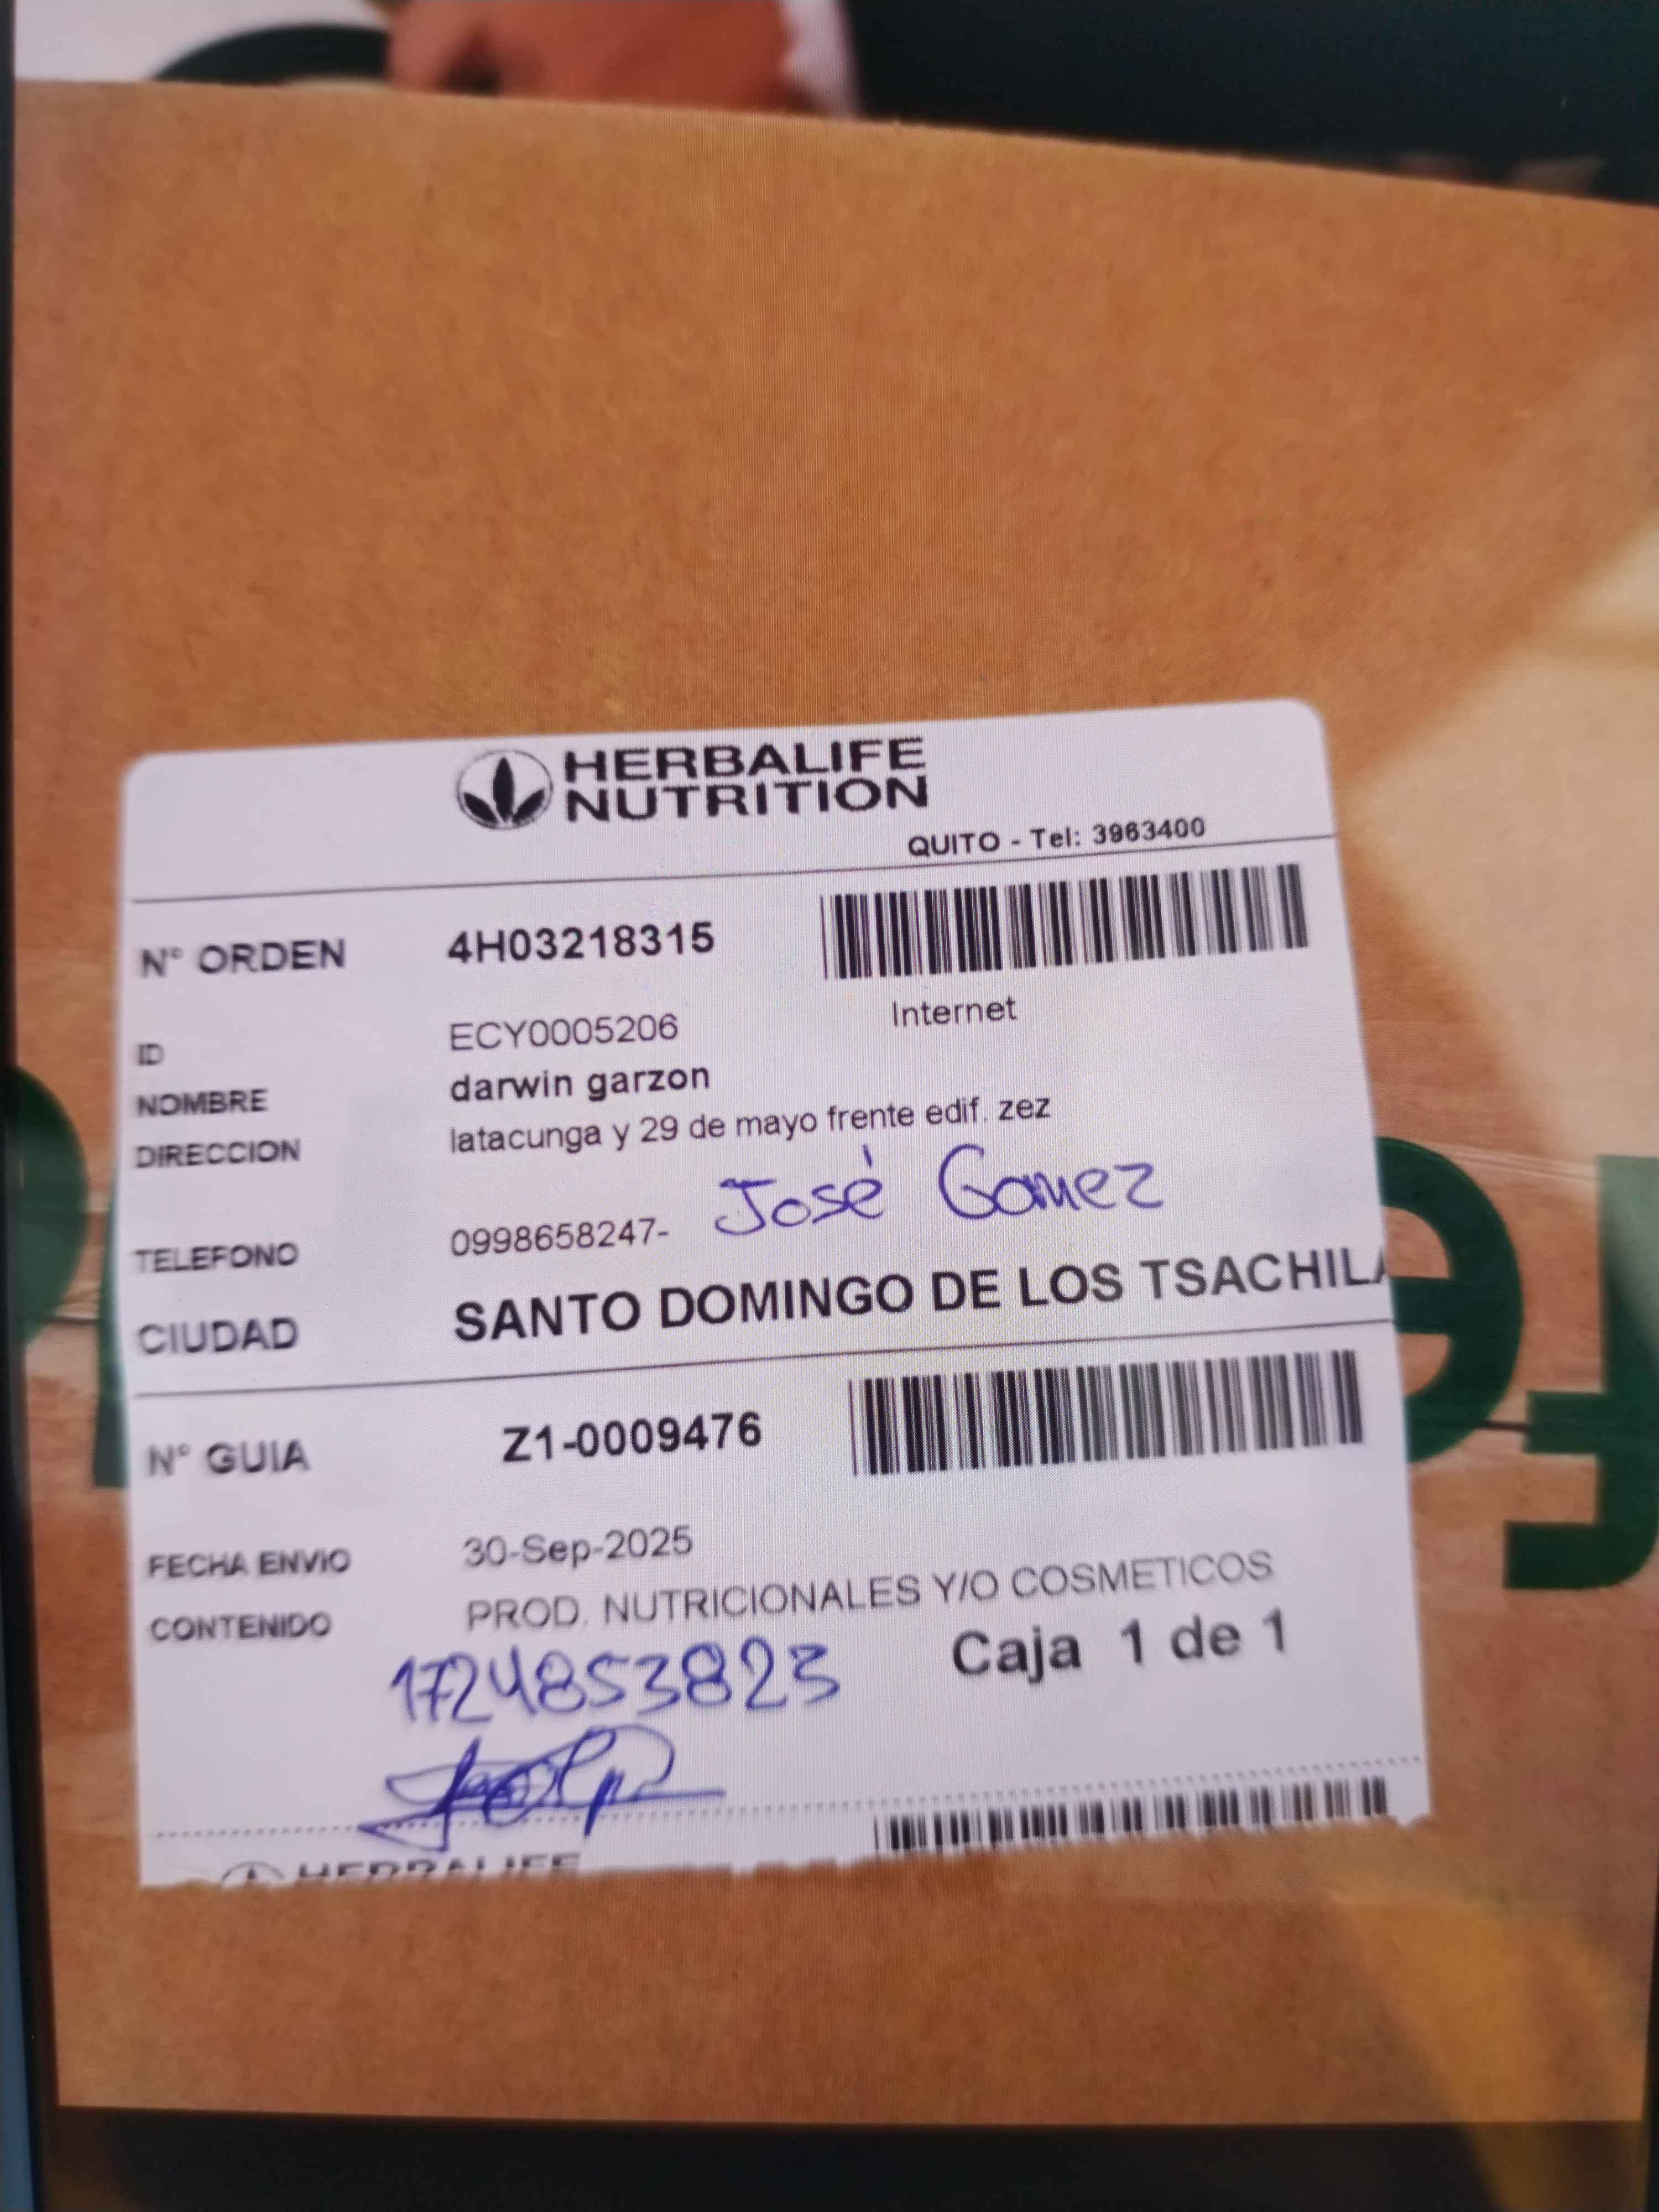 HERBALIFE
NUTRITION
QUITO - Tel: 3963400
N° ORDEN 4H03218315
Internet
ID ECY0005206
NOMBRE darwin garzon
DIRECCION latacunga y 29 de mayo frente edif. zez
José Gomez
TELEFONO 0998658247-
CIUDAD SANTO DOMINGO DE LOS TSACHILA
N° GUIA Z1-0009476
FECHA ENVIO 30-Sep-2025
CONTENIDO PROD. NUTRICIONALES Y/O COSMETICOS
1724853823 Caja 1 de 1
HERBALIFE